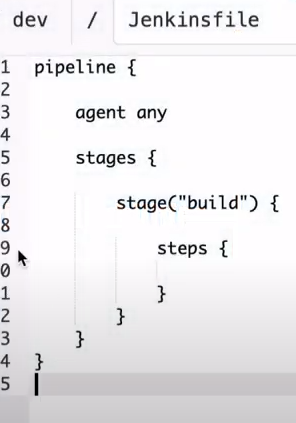 dev / Jenkinsfile
1 pipeline {
2
3 agent any
4
5 stages {
6
7 stage("build") {
8
9 steps {
0
1 }
2 }
3 }
4 }
5